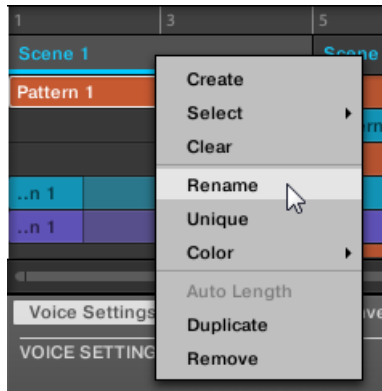 1 3 5
Scene 1 Scene
Pattern 1
Create
Select
Clear
Rename
..n 1
Unique
..n 1
Color
Auto Length
Voice Settings
Duplicate
VOICE SETTING
Remove